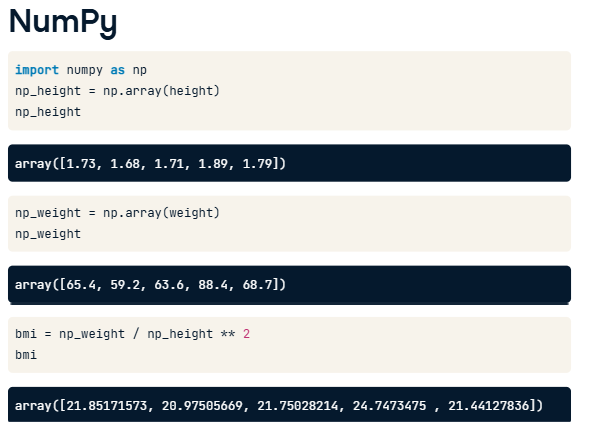 NumPy
import numpy as np
np_height = np.array(height)
np_height
array([1.73, 1.68, 1.71, 1.89, 1.79])
np_weight = np.array(weight)
np_weight
array([65.4, 59.2, 63.6, 88.4, 68.7])
bmi = np_weight / np_height ** 2
bmi
array([21.85171573, 20.97505669, 21.75028214, 24.7473475 , 21.44127836])